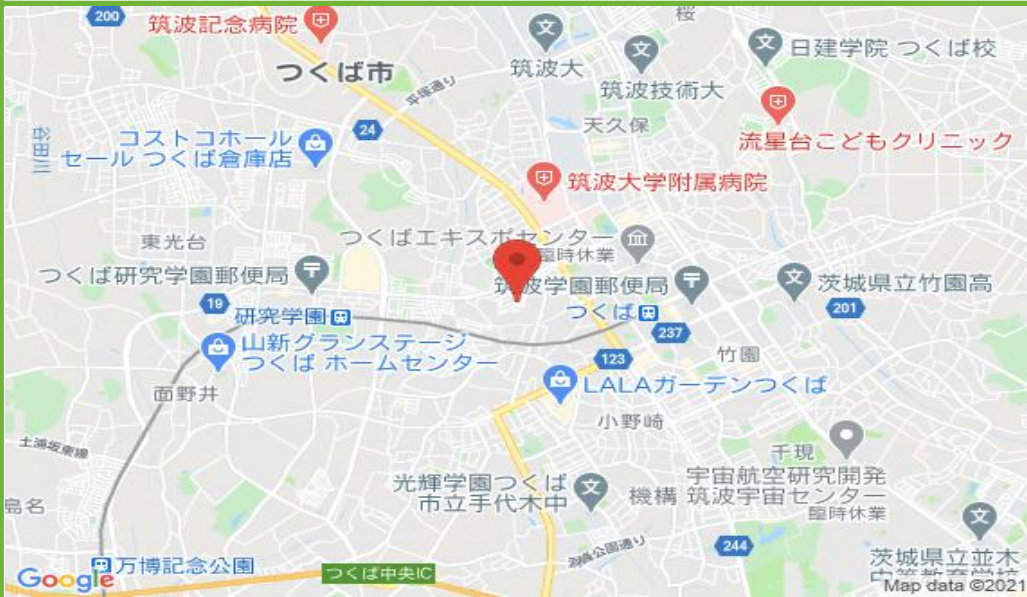 200
筑波記念病院
つくば市
平塚通り
筑波大
筑波技術大
桜
日建学院 つくば校
天久保
流星台こどもクリニック
谷田川
24
コストコホール
セール つくば倉庫店
筑波大学附属病院
東光台
つくばエキスポセンター
臨時休業
つくば研究学園郵便局
筑波学園郵便局
茨城県立竹園高
19
研究学園
つくば
201
237
山新グランステージ
つくば ホームセンター
123
竹園
面野井
LALAガーデンつくば
小野崎
土浦坂東線
千現
光輝学園つくば
市立手代木中
宇宙航空研究開発
機構 筑波宇宙センター
臨時休業
島名
244
万博記念公園
つくば中央IC
茨城県立並木
中等教育学校
Google
Map data ©2021